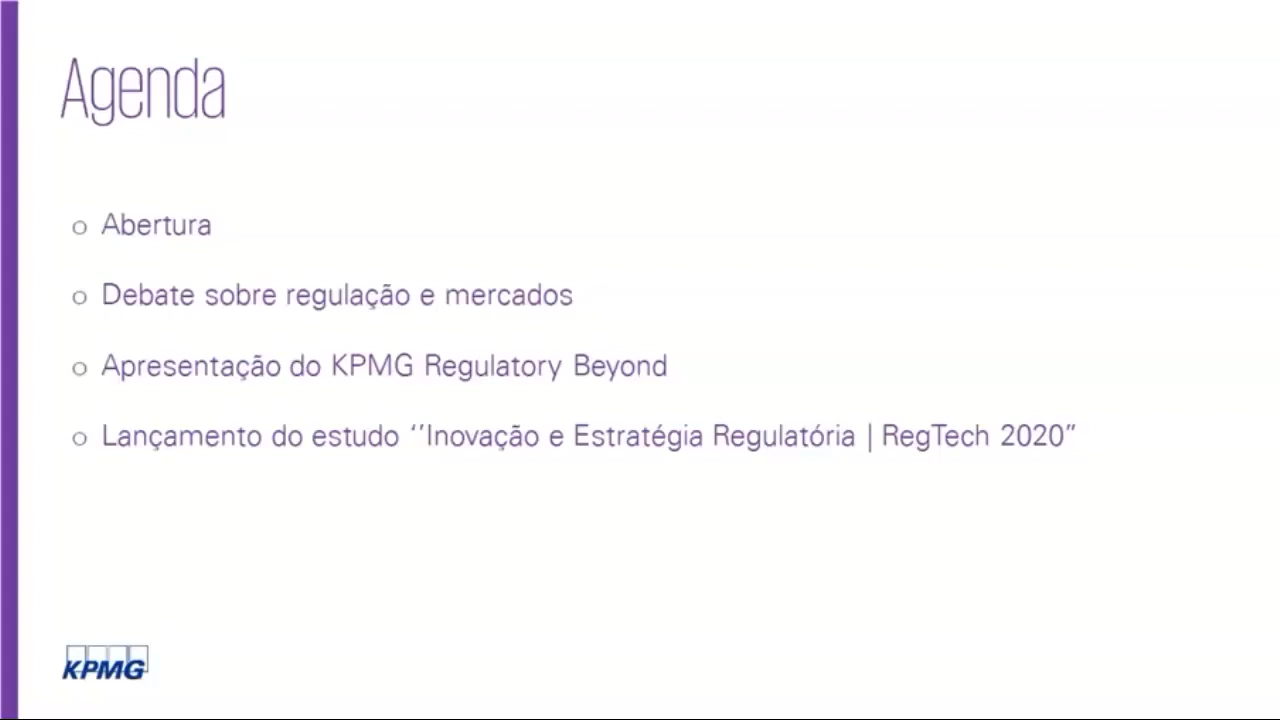 Agenda
o Abertura
o Debate sobre regulação e mercados
o Apresentação do KPMG Regulatory Beyond
o Lançamento do estudo ‘’Inovação e Estratégia Regulatória | RegTech 2020”
KPMG